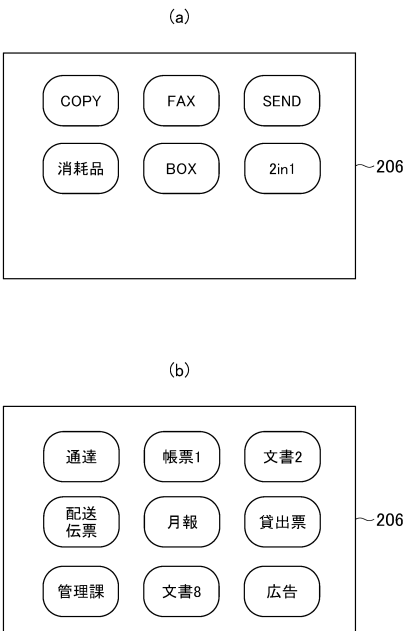 (a)
COPY
FAX
SEND
消耗品
BOX
2in1
206
(b)
通達
帳票1
文書2
配送
伝票
月報
貸出票
206
管理課
文書8
広告